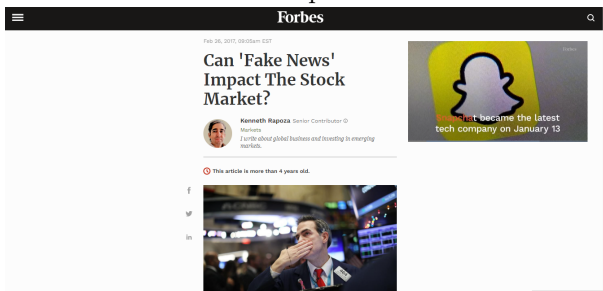 Forbes
Feb 26, 2017, 09:05am EST
Can 'Fake News'
Impact The Stock
Market?
Kenneth Rapoza Senior Contributor
Markets
I write about global business and investing in emerging
markets.
This article is more than 4 years old.
f
in
Forbes
became the latest
tech company on January 13